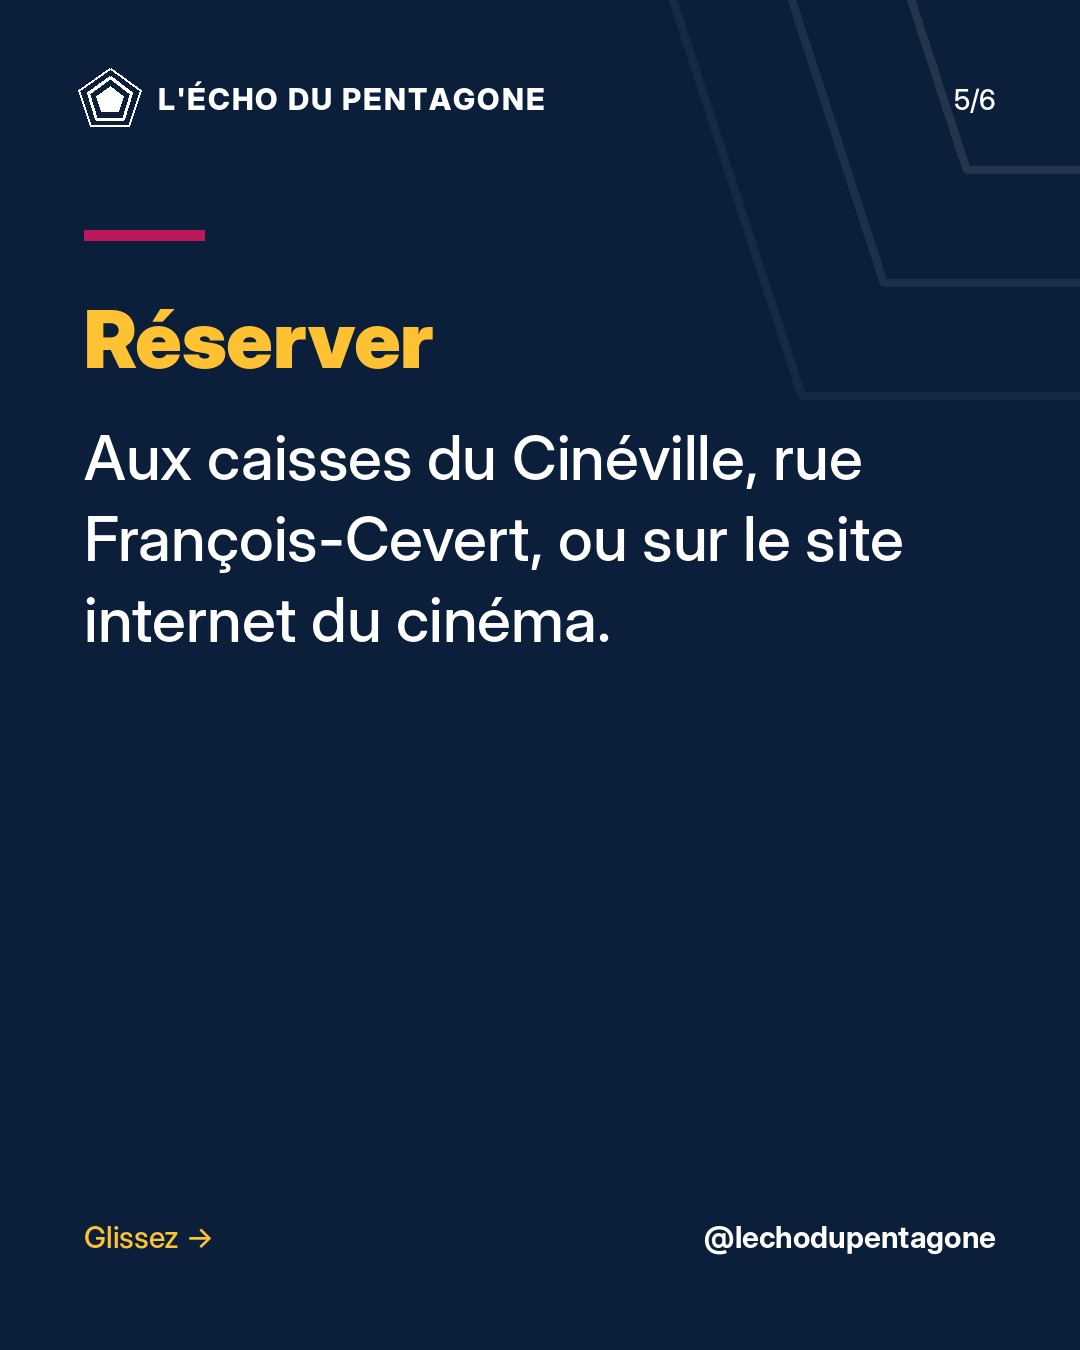 L'ÉCHO DU PENTAGONE
5/6
Réserver
Aux caisses du Cinéville, rue
François-Cevert, ou sur le site
internet du cinéma.
Glissez →
@lechodupentagone